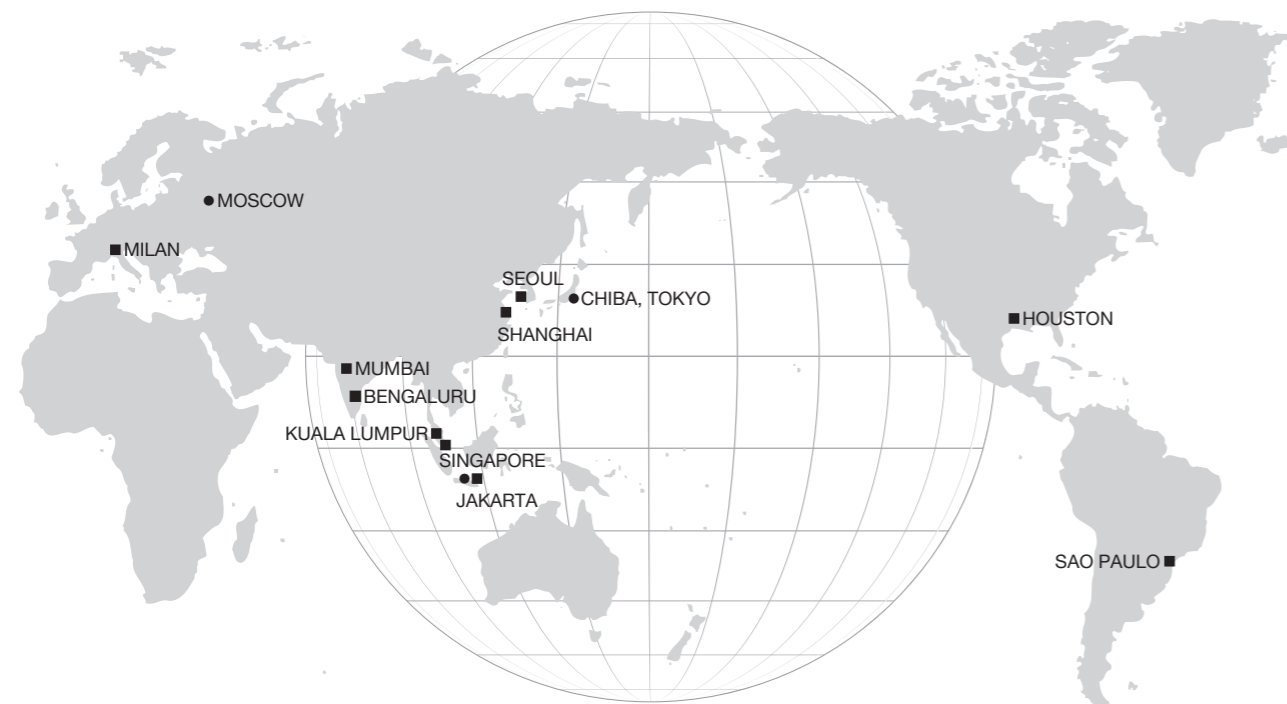 MOSCOW
MILAN
SEOUL
CHIBA, TOKYO
HOUSTON
SHANGHAI
MUMBAI
BENGALURU
KUALA LUMPUR
SINGAPORE
JAKARTA
SAO PAULO